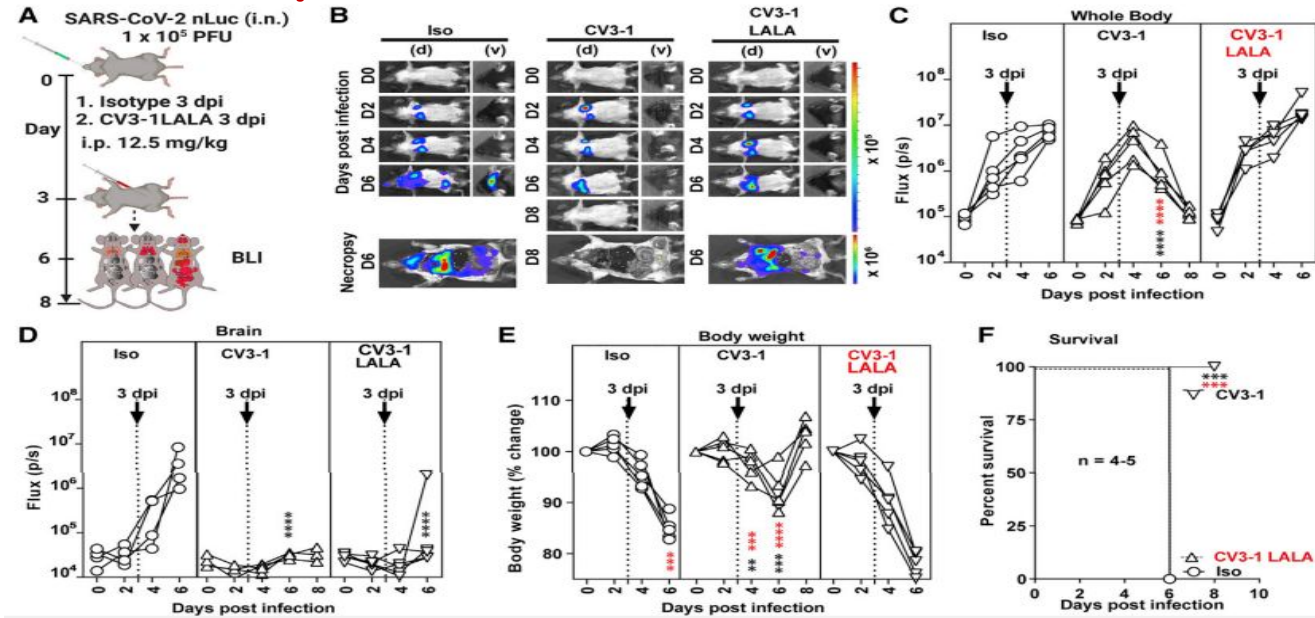 A
SARS-CoV-2 nLuc (i.n.)
1 x 10⁵ PFU
0
1. Isotype 3 dpi
2. CV3-1LALA 3 dpi
i.p. 12.5 mg/kg
Day
3
6
BLI
8
B
Iso
CV3-1
CV3-1
LALA
(d)
(v)
(d)
(v)
(d)
(v)
Days post infection
D0
D2
D4
D6
D0
D2
D4
D6
D8
D0
D2
D4
D6
x 10⁶
Necropsy
D6
D8
D6
x 10⁶
C
Whole Body
Iso
CV3-1
CV3-1
LALA
3 dpi
3 dpi
3 dpi
Flux (p/s)
10⁸
10⁷
10⁶
10⁵
10⁴
****
****
0 2 4 6
0 2 4 6 8
0 2 4 6
Days post infection
D
Brain
Iso
CV3-1
CV3-1
LALA
3 dpi
3 dpi
3 dpi
Flux (p/s)
10⁸
10⁷
10⁶
10⁵
10⁴
****
****
0 2 4 6
0 2 4 6 8
0 2 4 6
Days post infection
E
Body weight
Iso
CV3-1
CV3-1
LALA
3 dpi
3 dpi
3 dpi
Body weight (% change)
110
100
90
80
***
** ***
*** ****
0 2 4 6
0 2 4 6 8
0 2 4 6
Days post infection
F
Survival
Percent survival
100
75
50
25
0
***
***
CV3-1
n = 4-5
CV3-1 LALA
Iso
0 2 4 6 8 10
Days post infection